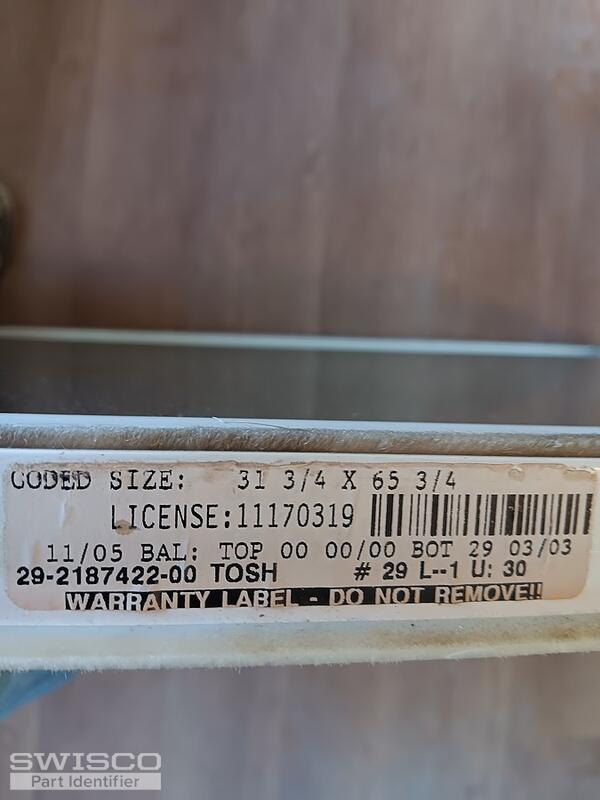 CODED SIZE: 31 3/4 X 65 3/4
LICENSE:11170319
11/05 BAL: TOP 00 00/00 BOT 29 03/03
29-2187422-00 TOSH # 29 L--1 U: 30
WARRANTY LABEL - DO NOT REMOVE!!
SWISCO
Part Identifier